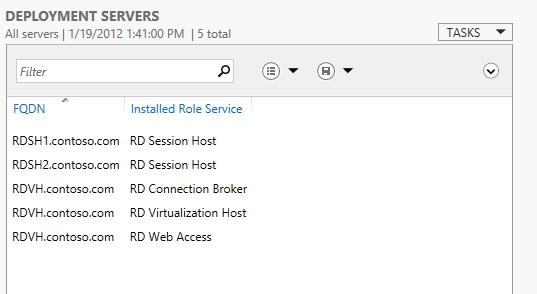 DEPLOYMENT SERVERS
All servers | 1/19/2012 1:41:00 PM | 5 total
TASKS
Filter
FQDN Installed Role Service
RDSH1.contoso.com RD Session Host
RDSH2.contoso.com RD Session Host
RDVH.contoso.com RD Connection Broker
RDVH.contoso.com RD Virtualization Host
RDVH.contoso.com RD Web Access